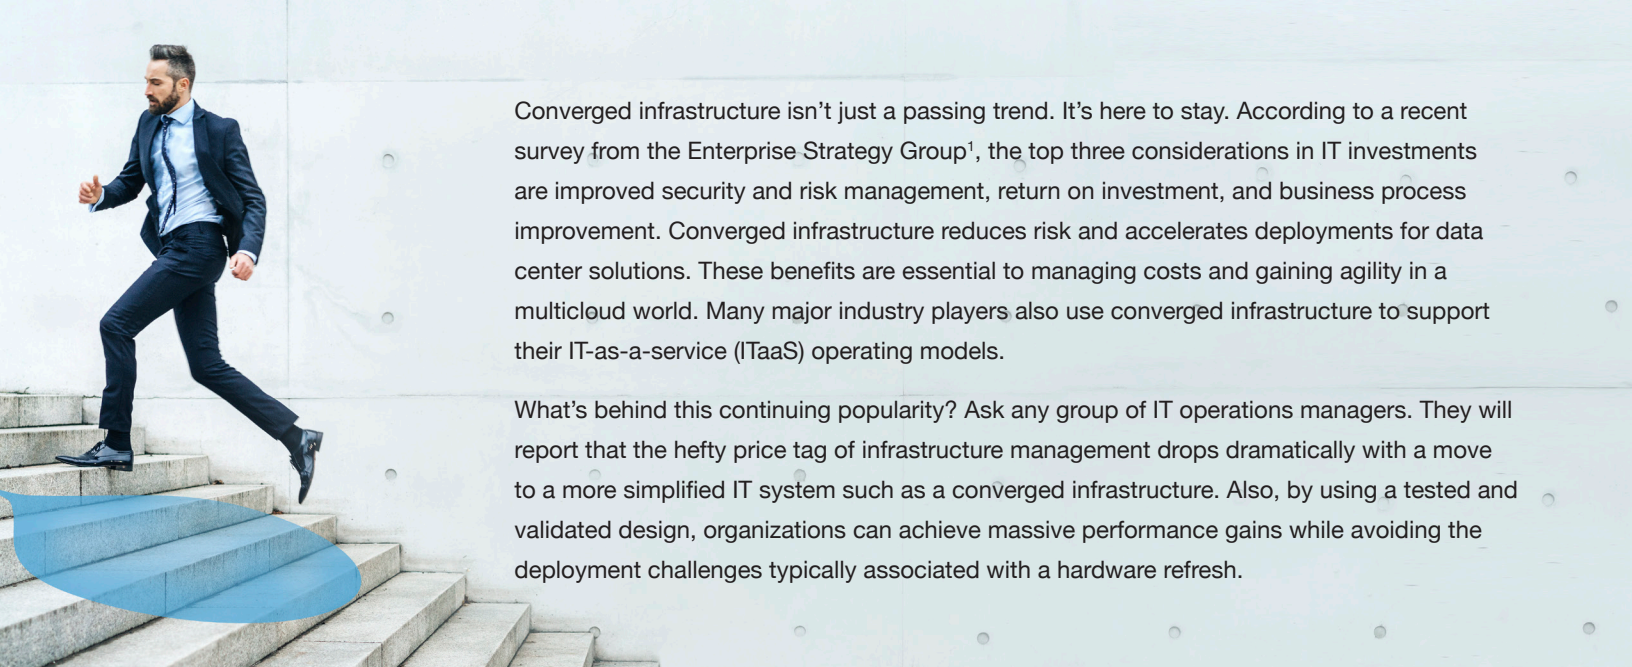 Converged infrastructure isn’t just a passing trend. It’s here to stay. According to a recent
survey from the Enterprise Strategy Group¹, the top three considerations in IT investments
are improved security and risk management, return on investment, and business process
improvement. Converged infrastructure reduces risk and accelerates deployments for data
center solutions. These benefits are essential to managing costs and gaining agility in a
multicloud world. Many major industry players also use converged infrastructure to support
their IT-as-a-service (ITaaS) operating models.
What’s behind this continuing popularity? Ask any group of IT operations managers. They will
report that the hefty price tag of infrastructure management drops dramatically with a move
to a more simplified IT system such as a converged infrastructure. Also, by using a tested and
validated design, organizations can achieve massive performance gains while avoiding the
deployment challenges typically associated with a hardware refresh.